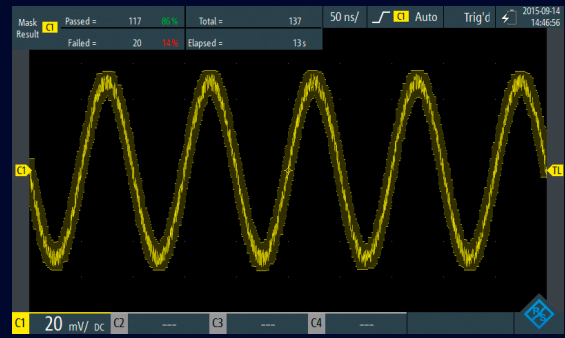 Mask Result C1 Passed = 117 86% Total = 137
Failed = 20 14% Elapsed = 13 s
50 ns/ C1 Auto Trig'd 2015-09-14
14:46:56
C1 TL
C1 20 mV/ DC C2 --- C3 --- C4 ---
R&S